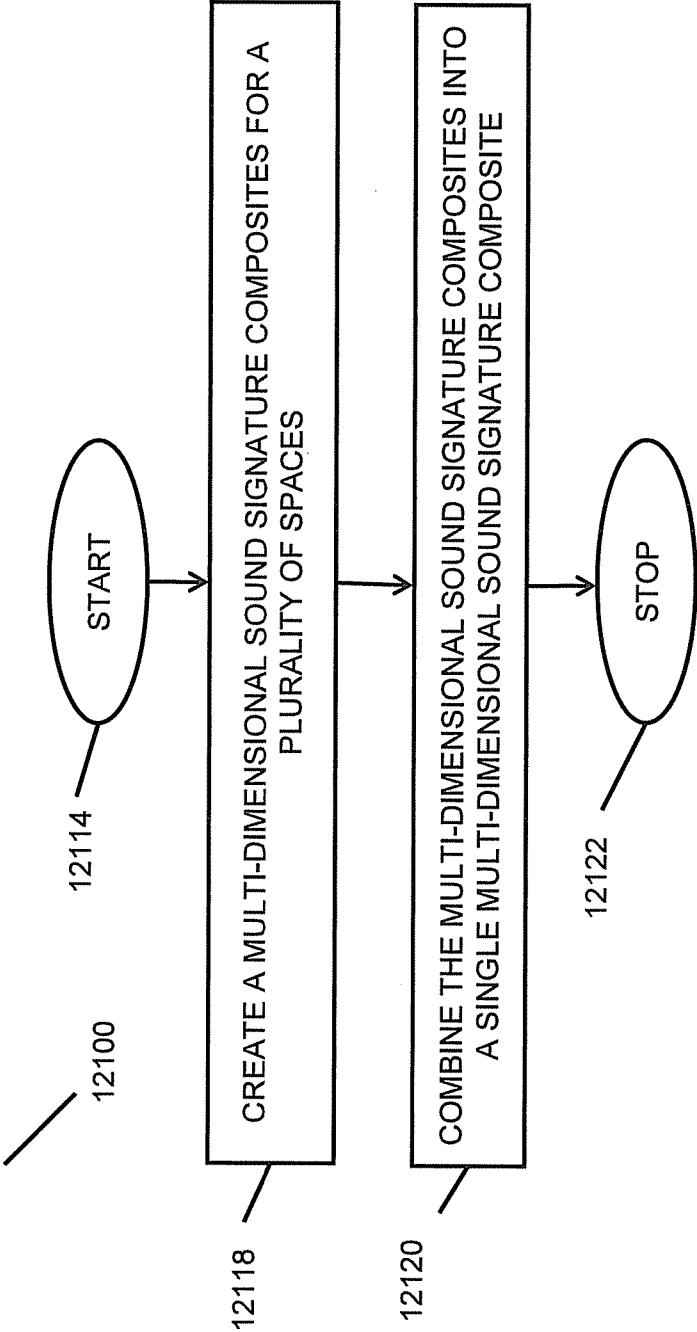 12100
12114
START
12118
CREATE A MULTI-DIMENSIONAL SOUND SIGNATURE COMPOSITES FOR A
PLURALITY OF SPACES
12120
COMBINE THE MULTI-DIMENSIONAL SOUND SIGNATURE COMPOSITES INTO
A SINGLE MULTI-DIMENSIONAL SOUND SIGNATURE COMPOSITE
12122
STOP